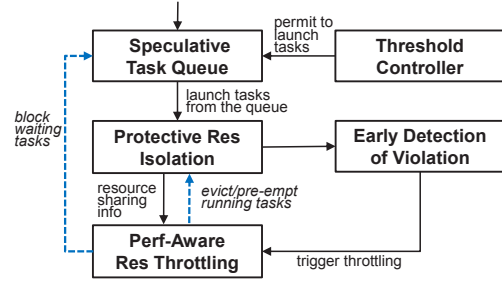 permit to
launch
tasks
Speculative
Task Queue
Threshold
Controller
block
waiting
tasks
launch tasks
from the queue
Protective Res
Isolation
Early Detection
of Violation
resource
sharing
info
evict/pre-empt
running tasks
Perf-Aware
Res Throttling
trigger throttling